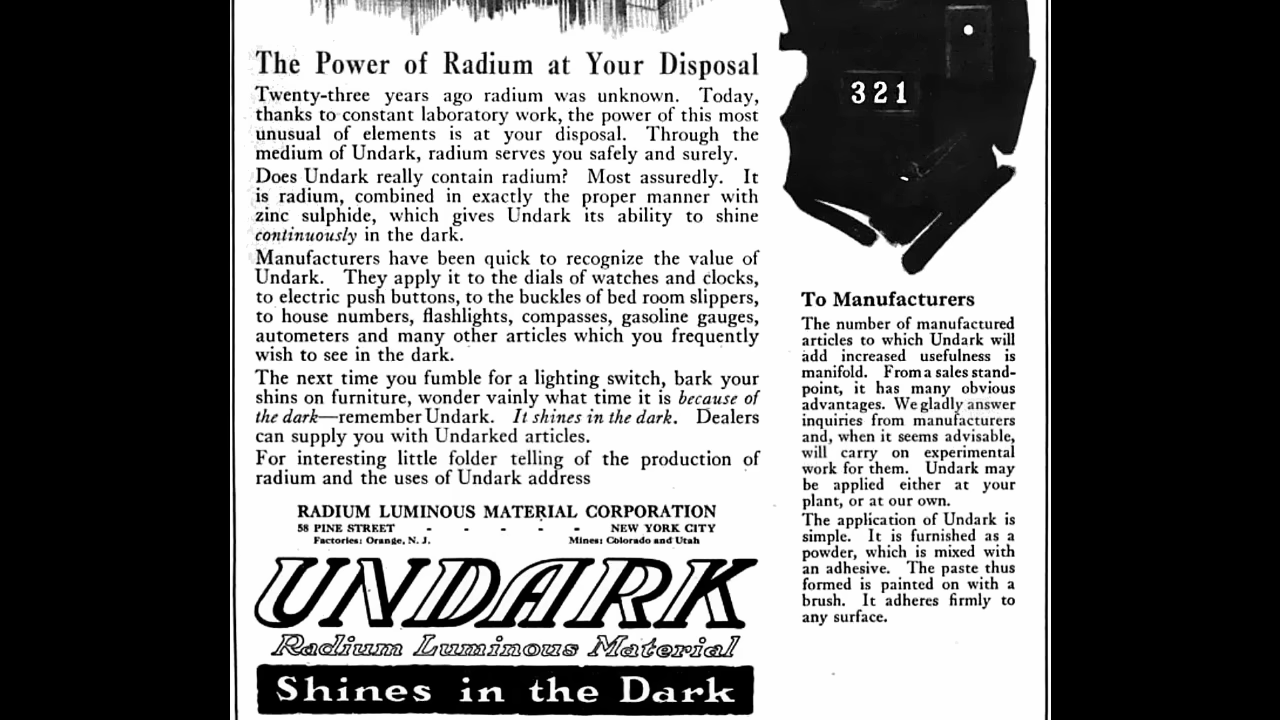 The Power of Radium at Your Disposal
Twenty-three years ago radium was unknown. Today,
thanks to constant laboratory work, the power of this most
unusual of elements is at your disposal. Through the
medium of Undark, radium serves you safely and surely.
Does Undark really contain radium? Most assuredly. It
is radium, combined in exactly the proper manner with
zinc sulphide, which gives Undark its ability to shine
continuously in the dark.
Manufacturers have been quick to recognize the value of
Undark. They apply it to the dials of watches and clocks,
to electric push buttons, to the buckles of bed room slippers,
to house numbers, flashlights, compasses, gasoline gauges,
autometers and many other articles which you frequently
wish to see in the dark.
The next time you fumble for a lighting switch, bark your
shins on furniture, wonder vainly what time it is because of
the dark—remember Undark. It shines in the dark. Dealers
can supply you with Undarked articles.
For interesting little folder telling of the production of
radium and the uses of Undark address
RADIUM LUMINOUS MATERIAL CORPORATION
58 PINE STREET - - - - - NEW YORK CITY
Factories: Orange, N. J. Mines: Colorado and Utah
UNDARK
Radium Luminous Material
Shines in the Dark
321
To Manufacturers
The number of manufactured
articles to which Undark will
add increased usefulness is
manifold. From a sales stand-
point, it has many obvious
advantages. We gladly answer
inquiries from manufacturers
and, when it seems advisable,
will carry on experimental
work for them. Undark may
be applied either at your
plant, or at our own.
The application of Undark is
simple. It is furnished as a
powder, which is mixed with
an adhesive. The paste thus
formed is painted on with a
brush. It adheres firmly to
any surface.